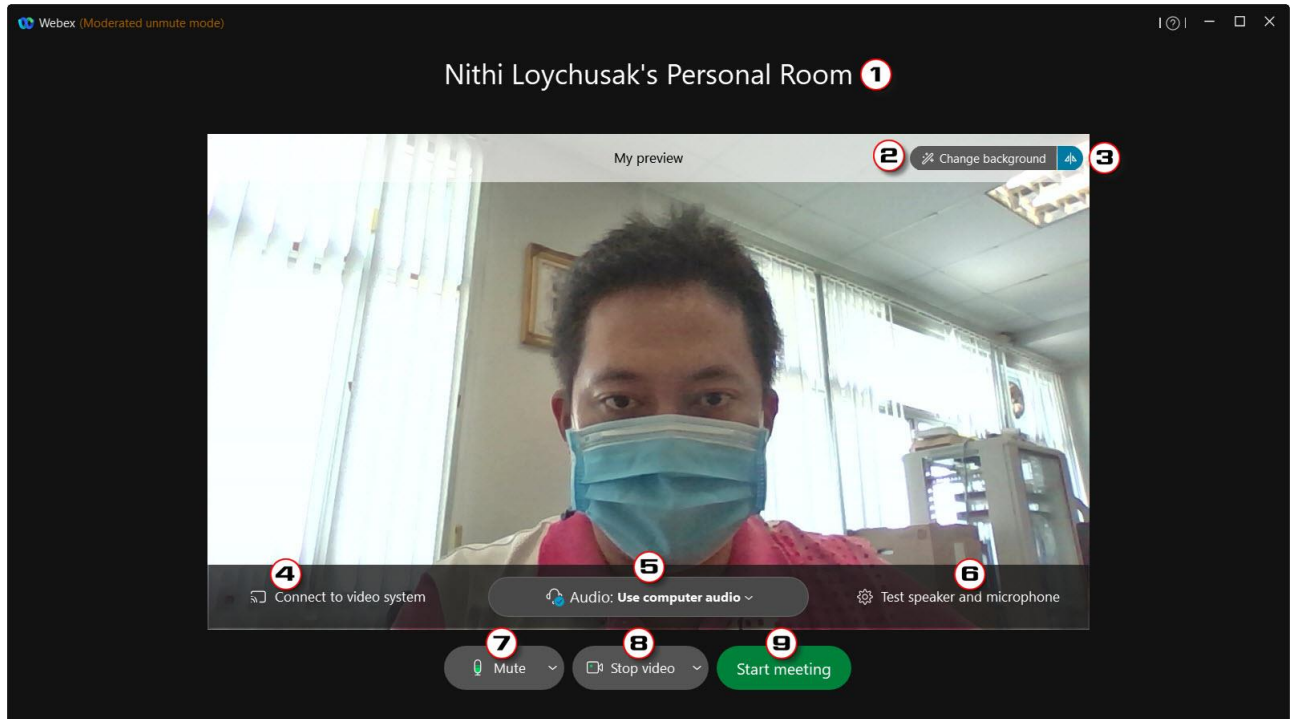 Webex (Moderated unmute mode)
Nithi Loychusak's Personal Room 1
My preview
2 Change background 3
4
Connect to video system
5
Audio: Use computer audio
6
Test speaker and microphone
7
Mute
8
Stop video
9
Start meeting